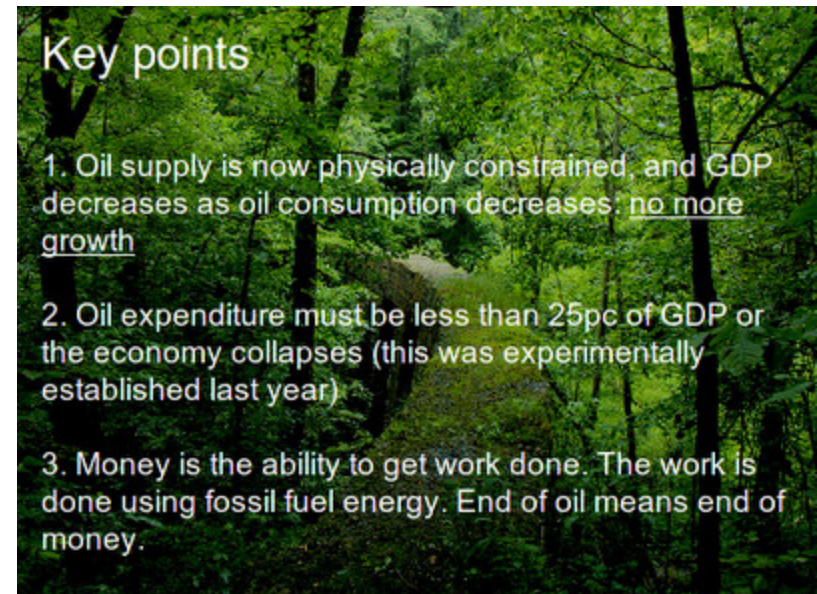 Key points
1. Oil supply is now physically constrained, and GDP
decreases as oil consumption decreases: no more
growth
2. Oil expenditure must be less than 25pc of GDP or
the economy collapses (this was experimentally
established last year)
3. Money is the ability to get work done. The work is
done using fossil fuel energy. End of oil means end of
money.